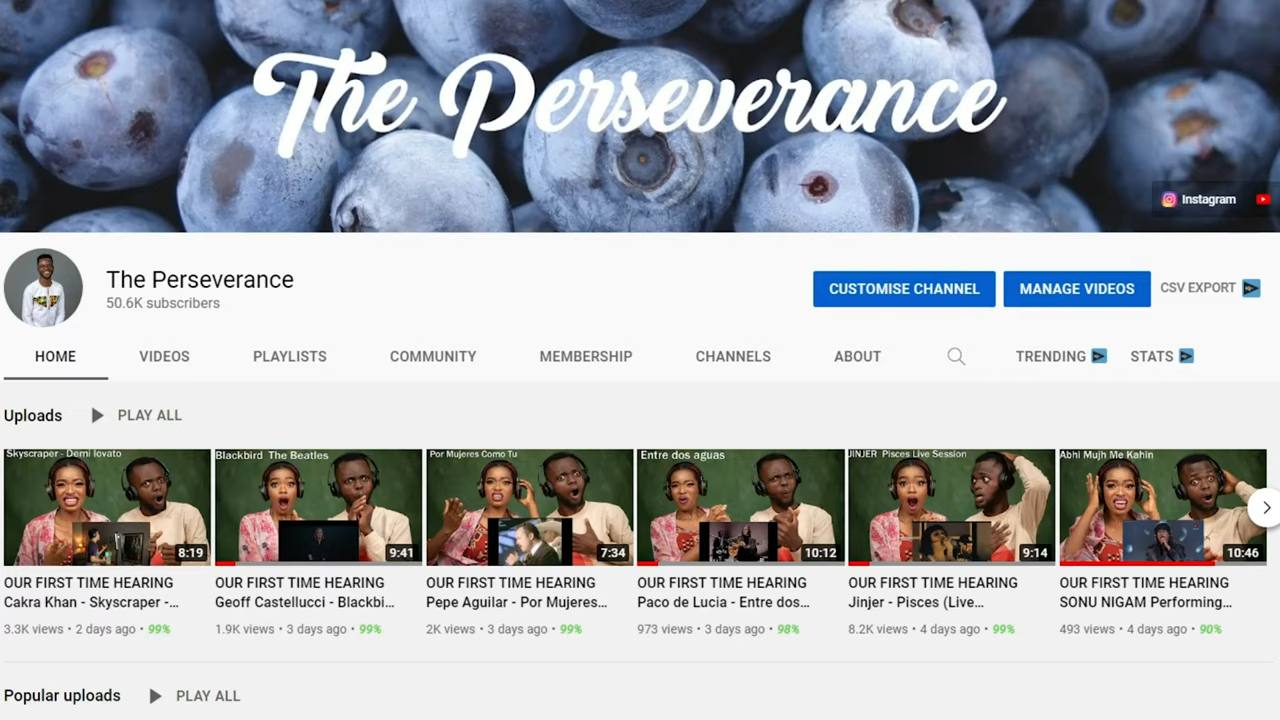 The Perseverance
Instagram
The Perseverance
50.6K subscribers
CUSTOMISE CHANNEL
MANAGE VIDEOS
CSV EXPORT
HOME
VIDEOS
PLAYLISTS
COMMUNITY
MEMBERSHIP
CHANNELS
ABOUT
TRENDING
STATS
Uploads
PLAY ALL
Skyscraper - Demi lovato
8:19
OUR FIRST TIME HEARING
Cakra Khan - Skyscraper -...
3.3K views • 2 days ago • 99%
Blackbird The Beatles
9:41
OUR FIRST TIME HEARING
Geoff Castellucci - Blackbi...
1.9K views • 3 days ago • 99%
Por Mujeres Como Tu
7:34
OUR FIRST TIME HEARING
Pepe Aguilar - Por Mujeres...
2K views • 3 days ago • 99%
Entre dos aguas
10:12
OUR FIRST TIME HEARING
Paco de Lucia - Entre dos...
973 views • 3 days ago • 98%
JINJER Pisces Live Session
9:14
OUR FIRST TIME HEARING
Jinjer - Pisces (Live...
8.2K views • 4 days ago • 99%
Abhi Mujh Me Kahin
10:46
OUR FIRST TIME HEARING
SONU NIGAM Performing...
493 views • 4 days ago • 90%
Popular uploads
PLAY ALL